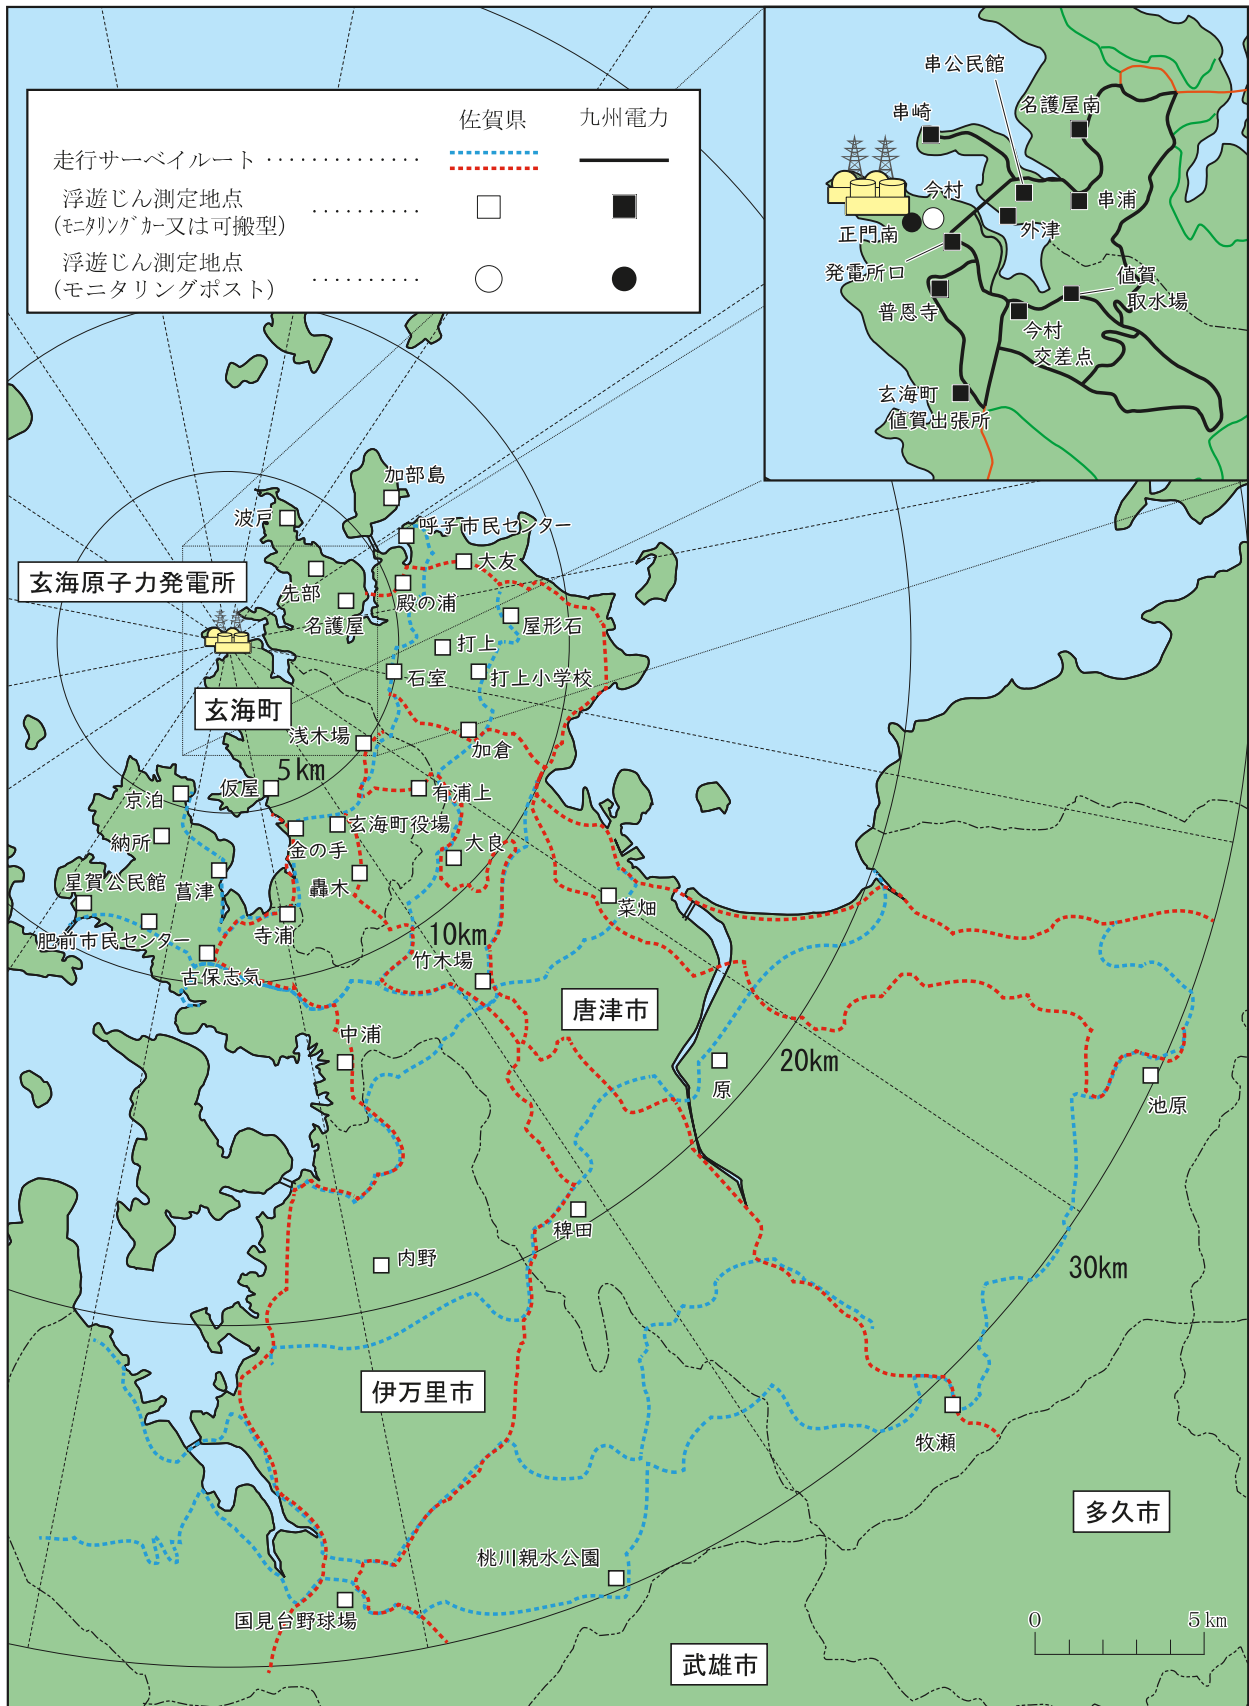 佐賀県
九州電力
走行サーベイルート ··············
浮遊じん測定地点
(ﾓﾆﾀﾘﾝｸﾞｶｰ又は可搬型)
··········
浮遊じん測定地点
(モニタリングポスト)
··········
串公民館
串崎
名護屋南
今村
串浦
正門南
外津
発電所口
値賀
取水場
普恩寺
今村
交差点
玄海町
値賀出張所
加部島
波戸
呼子市民センター
大友
玄海原子力発電所
先部
殿の浦
名護屋
屋形石
打上
石室
打上小学校
玄海町
浅木場
加倉
5km
仮屋
京泊
有浦上
納所
玄海町役場
金の手
大良
星賀公民館
菖津
轟木
菜畑
肥前市民センター
寺浦
10km
竹木場
古保志気
唐津市
中浦
20km
原
池原
稗田
内野
30km
伊万里市
牧瀬
多久市
桃川親水公園
国見台野球場
0
5km
武雄市